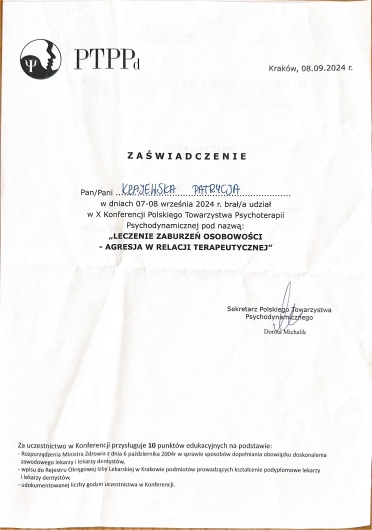 Ψ PTPPd
Kraków, 08.09.2024 r.
ZAŚWIADCZENIE
Pan/Pani KRAJEWSKA PATRYCJA
w dniach 07-08 września 2024 r. brał/a udział
w X Konferencji Polskiego Towarzystwa Psychoterapii
Psychodynamicznej pod nazwą:
„LECZENIE ZABURZEŃ OSOBOWOŚCI
- AGRESJA W RELACJI TERAPEUTYCZNEJ”
Sekretarz Polskiego Towarzystwa
Psychodynamicznego
Dorota Michalik
Za uczestnictwo w Konferencji przysługuje 10 punktów edukacyjnych na podstawie:
- Rozporządzenia Ministra Zdrowia z dnia 6 października 2004r w sprawie sposobów dopełniania obowiązku doskonalenia
zawodowego lekarzy i lekarzy dentystów,
- wpisu do Rejestru Okręgowej Izby Lekarskiej w Krakowie podmiotów prowadzących kształcenie podyplomowe lekarzy
i lekarzy dentystów,
- udokumentowanej liczby godzin uczestnictwa w Konferencji.